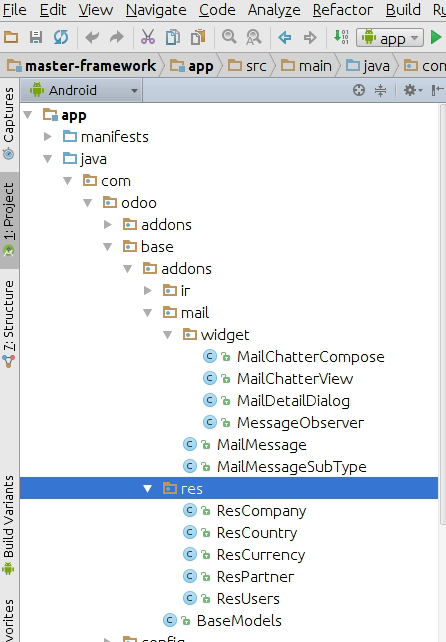 File Edit View Navigate Code Analyze Refactor Build
app
master-framework app src main java com
Android
Captures
1: Project
7: Structure
Build Variants
app
manifests
java
com
odoo
addons
base
addons
ir
mail
widget
MailChatterCompose
MailChatterView
MailDetailDialog
MessageObserver
MailMessage
MailMessageSubType
res
ResCompany
ResCountry
ResCurrency
ResPartner
ResUsers
BaseModels